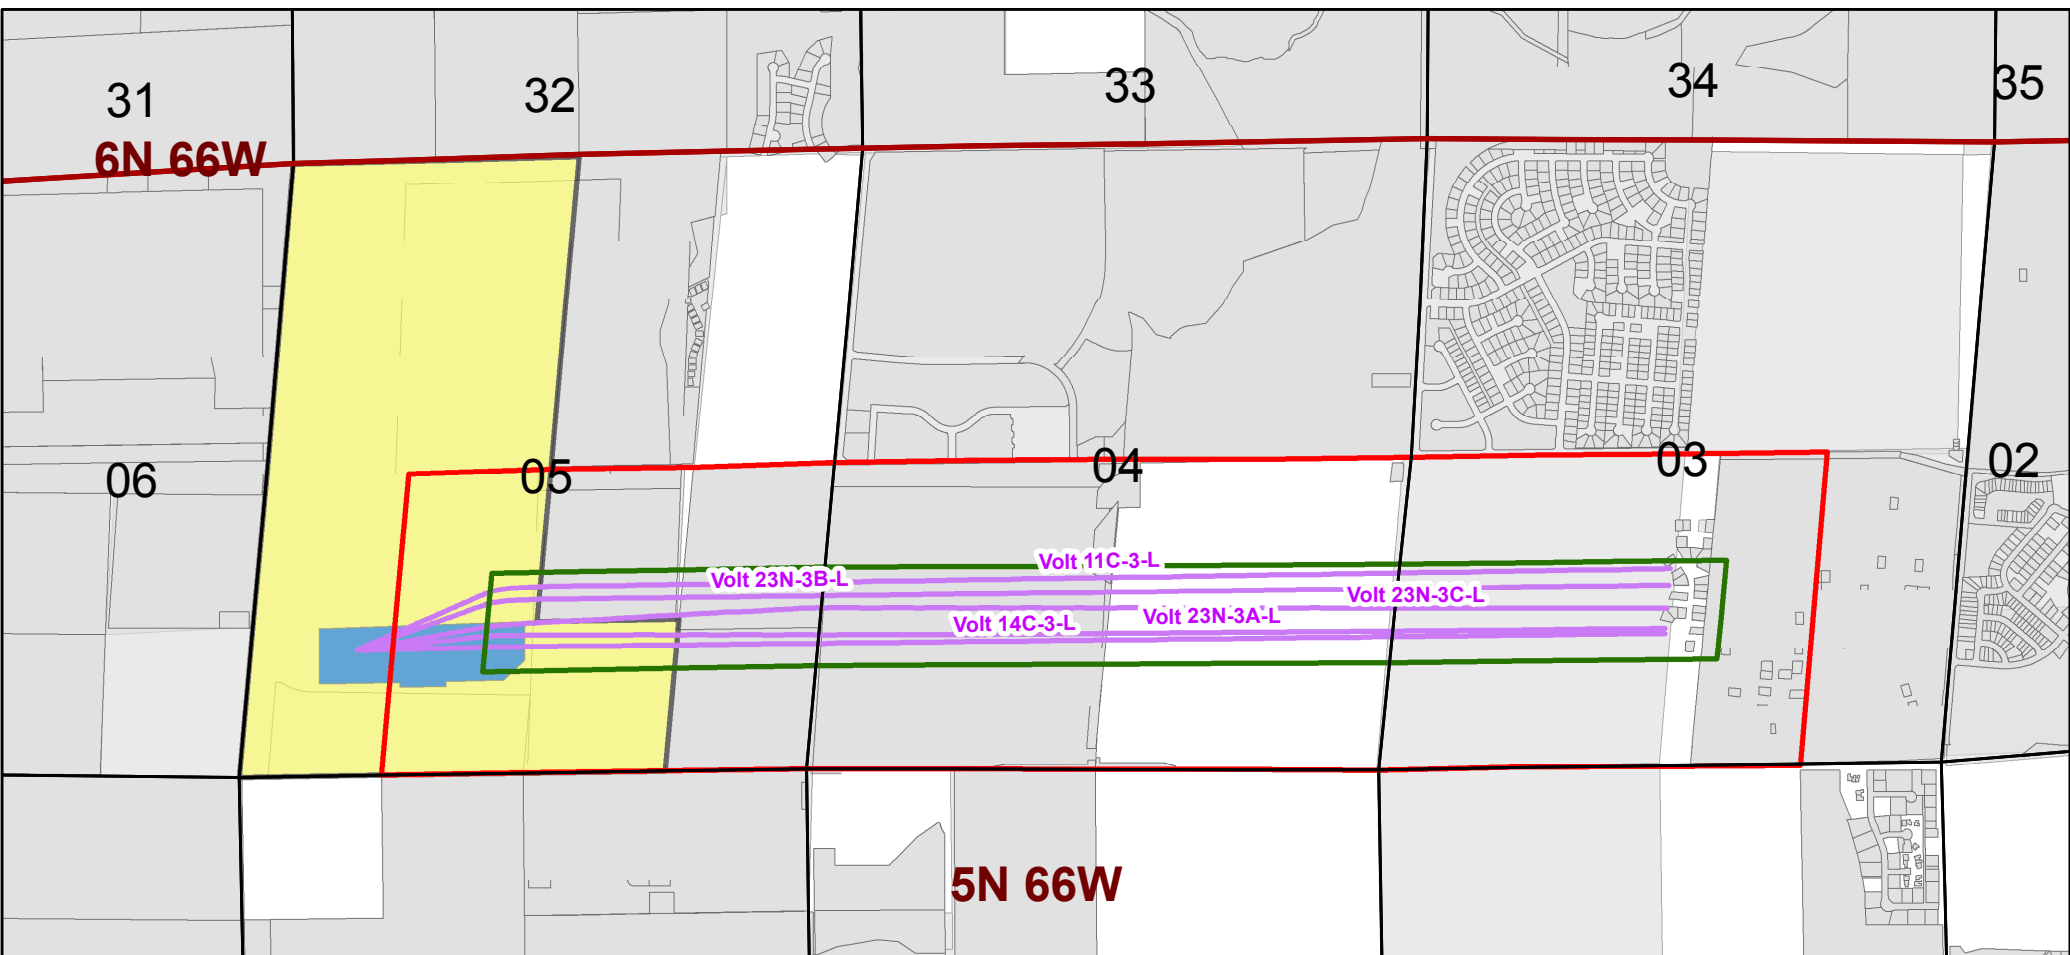 31
32
33
34
35
6N 66W
06
05
04
03
02
Volt 11C-3-L
Volt 23N-3B-L
Volt 23N-3C-L
Volt 23N-3A-L
Volt 14C-3-L
5N 66W